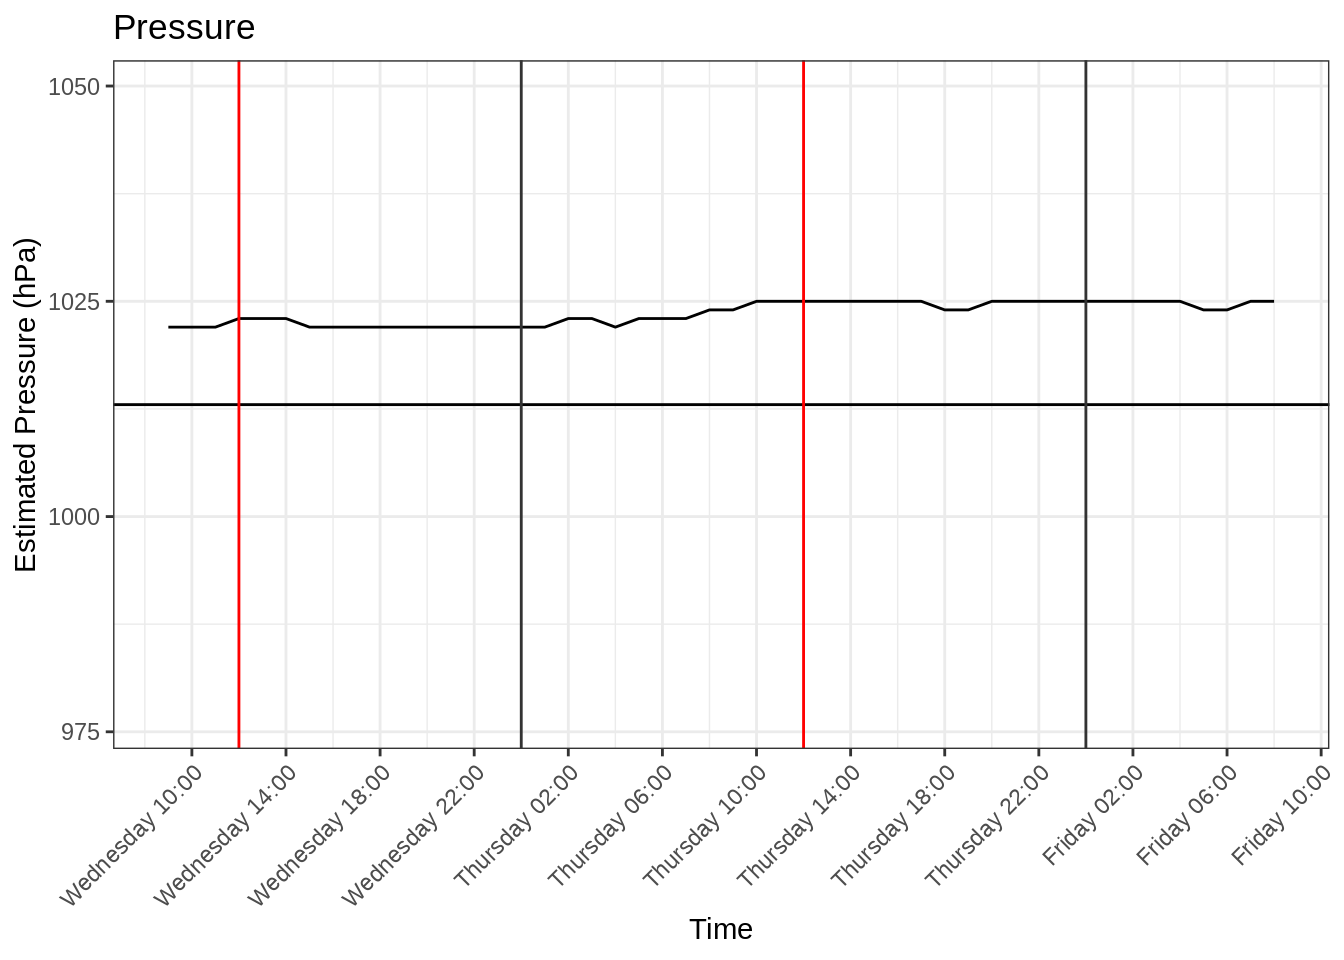 Pressure
Estimated Pressure (hPa)
1050
1025
1000
975
Wednesday 10:00
Wednesday 14:00
Wednesday 18:00
Wednesday 22:00
Thursday 02:00
Thursday 06:00
Thursday 10:00
Thursday 14:00
Thursday 18:00
Thursday 22:00
Friday 02:00
Friday 06:00
Friday 10:00
Time